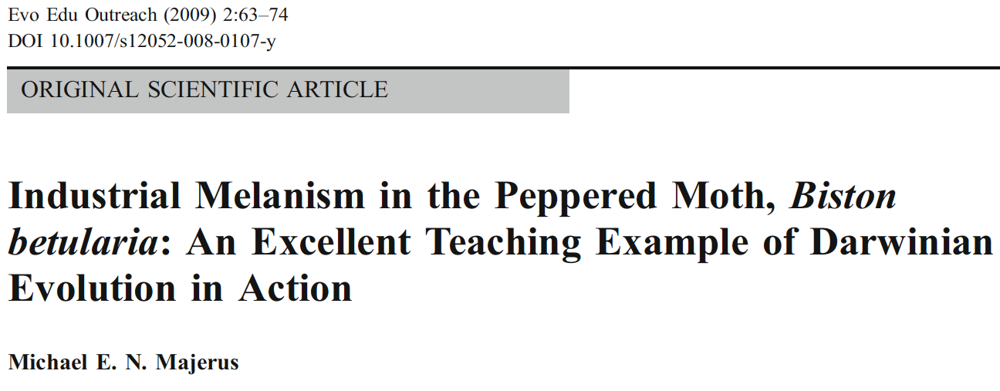 Evo Edu Outreach (2009) 2:63–74
DOI 10.1007/s12052-008-0107-y
ORIGINAL SCIENTIFIC ARTICLE
Industrial Melanism in the Peppered Moth, Biston
betularia: An Excellent Teaching Example of Darwinian
Evolution in Action
Michael E. N. Majerus